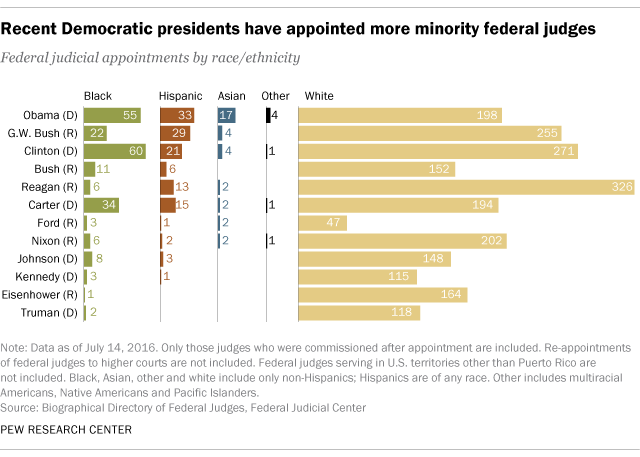 Recent Democratic presidents have appointed more minority federal judges
Federal judicial appointments by race/ethnicity
Black Hispanic Asian Other White
Obama (D) 55 33 17 4 198
G.W. Bush (R) 22 29 4 255
Clinton (D) 60 21 4 1 271
Bush (R) 11 6 152
Reagan (R) 6 13 2 326
Carter (D) 34 15 2 1 194
Ford (R) 3 1 2 47
Nixon (R) 6 2 2 1 202
Johnson (D) 8 3 148
Kennedy (D) 3 1 115
Eisenhower (R) 1 164
Truman (D) 2 118
Note: Data as of July 14, 2016. Only those judges who were commissioned after appointment are included. Re-appointments
of federal judges to higher courts are not included. Federal judges serving in U.S. territories other than Puerto Rico are
not included. Black, Asian, other and white include only non-Hispanics; Hispanics are of any race. Other includes multiracial
Americans, Native Americans and Pacific Islanders.
Source: Biographical Directory of Federal Judges, Federal Judicial Center
PEW RESEARCH CENTER